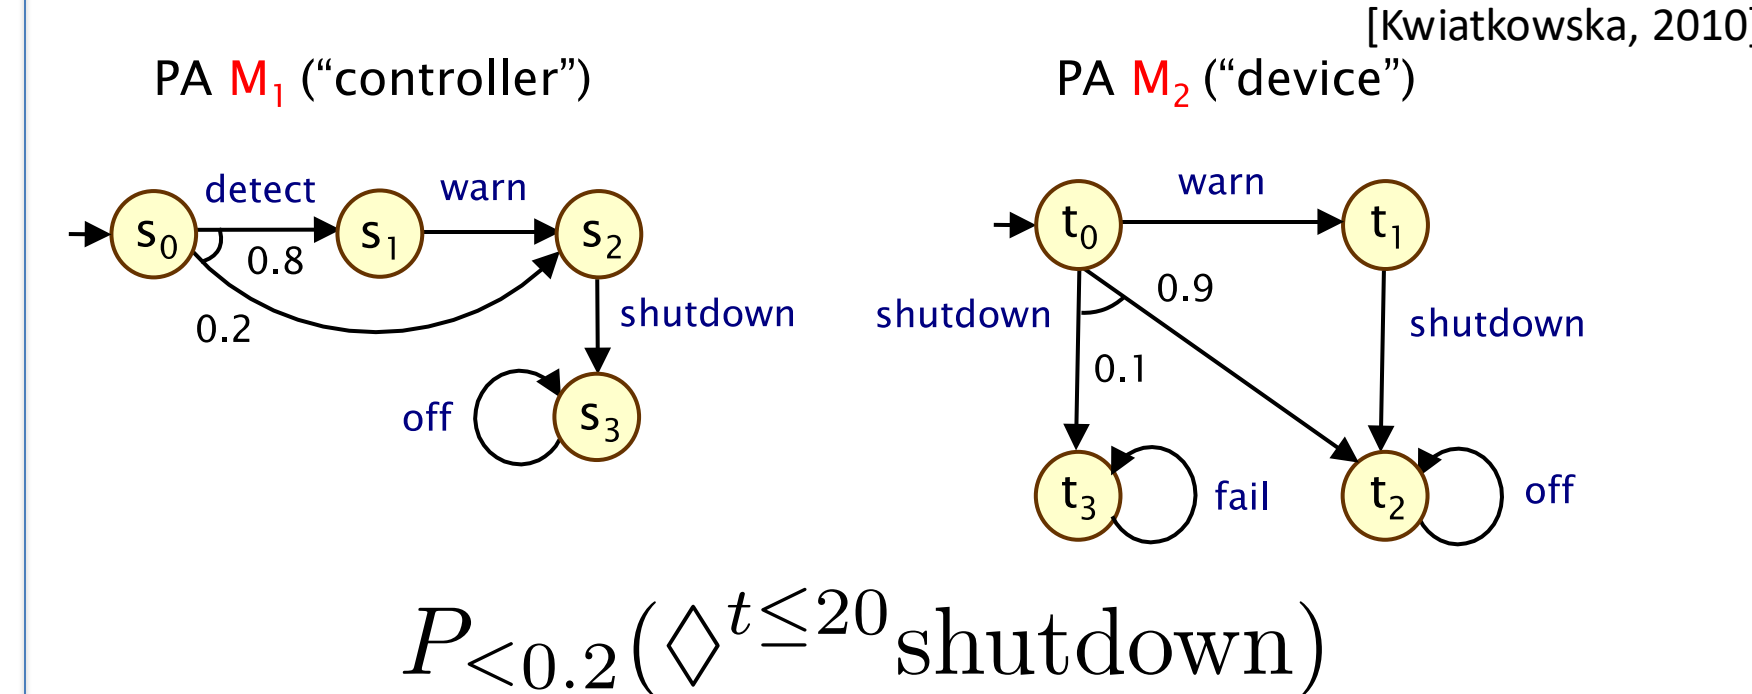 [Kwiatkowska, 2010]
PA M₁ (“controller”)
PA M₂ (“device”)
detect
warn
s₀
s₁
s₂
0.8
0.2
shutdown
off
s₃
warn
t₀
t₁
0.9
shutdown
shutdown
0.1
t₃
fail
t₂
off
P<0.2(◊t≤20shutdown)